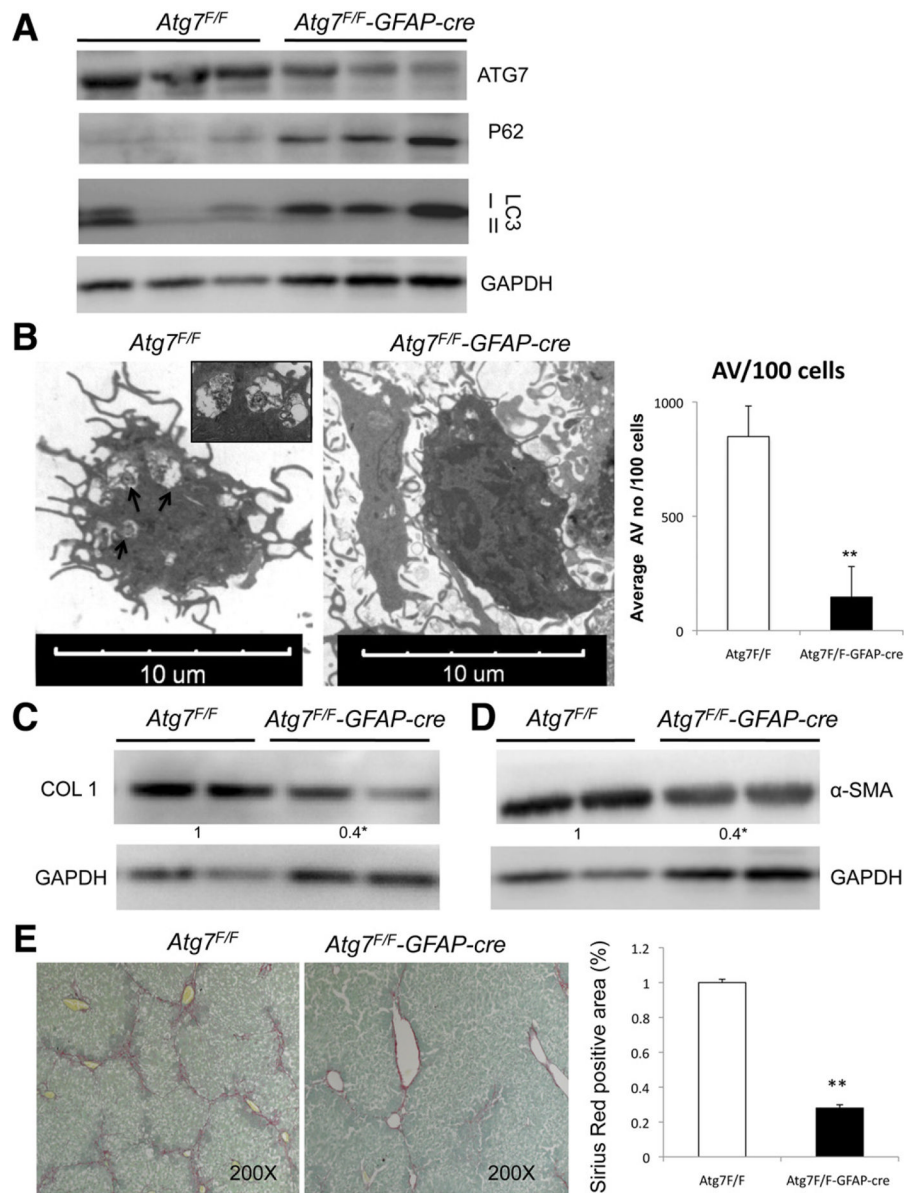 A
Atg7F/F
Atg7F/F-GFAP-cre
ATG7
P62
I
II
LC3
GAPDH
B
Atg7F/F
Atg7F/F-GFAP-cre
10 um
10 um
AV/100 cells
Average AV no /100 cells
1000
500
0
**
Atg7F/F
Atg7F/F-GFAP-cre
C
Atg7F/F
Atg7F/F-GFAP-cre
COL 1
1
0.4*
GAPDH
D
Atg7F/F
Atg7F/F-GFAP-cre
α-SMA
1
0.4*
GAPDH
E
Atg7F/F
Atg7F/F-GFAP-cre
200X
200X
Sirius Red positive area (%)
1.2
1
0.8
0.6
0.4
0.2
0
**
Atg7F/F
Atg7F/F-GFAP-cre